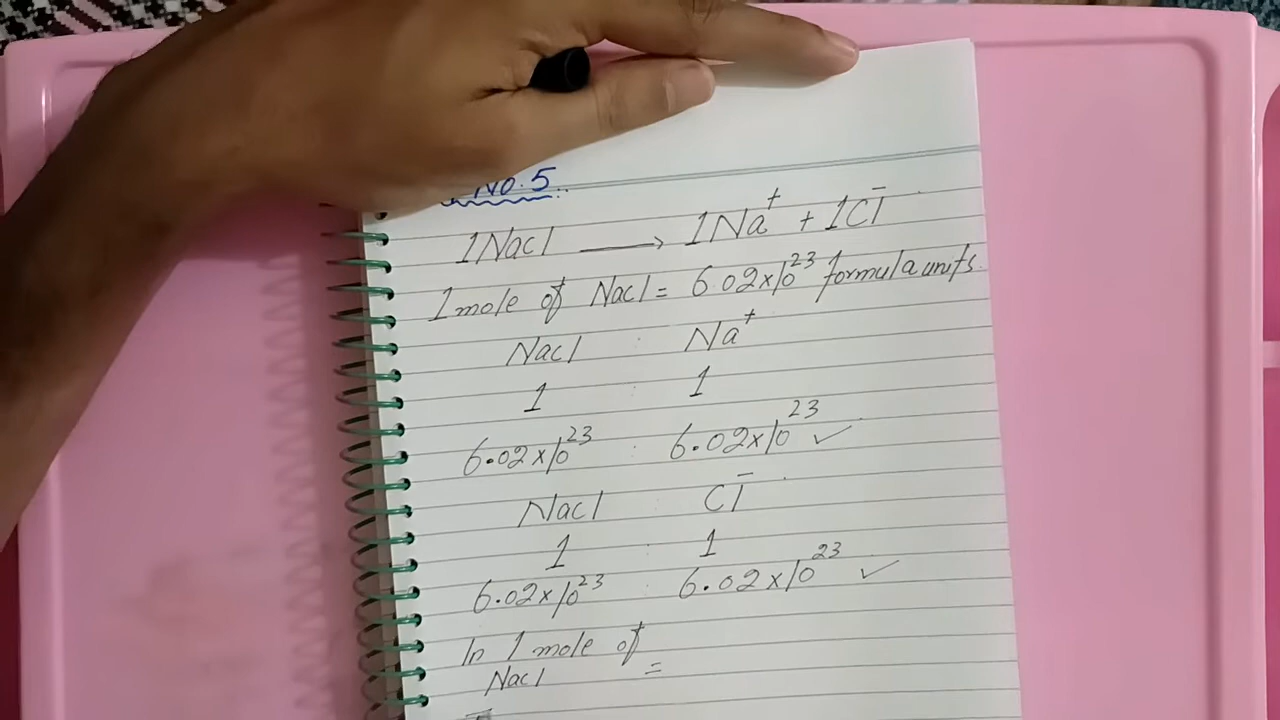 No.5
1Nacl → 1Na⁺ + 1Cl⁻
1 mole of Nacl = 6.02×10²³ formula units.
Nacl : Na⁺
1 : 1
6.02×10²³ : 6.02×10²³ ✓
Nacl : Cl⁻
1 : 1
6.02×10²³ : 6.02×10²³ ✓
In 1 mole of
Nacl =